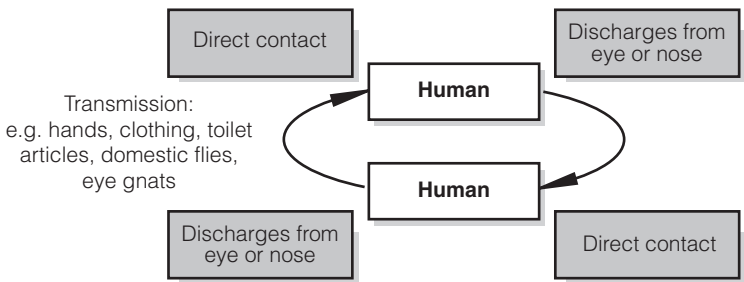 Direct contact
Discharges from
eye or nose
Human
Transmission:
e.g. hands, clothing, toilet
articles, domestic flies,
eye gnats
Human
Discharges from
eye or nose
Direct contact